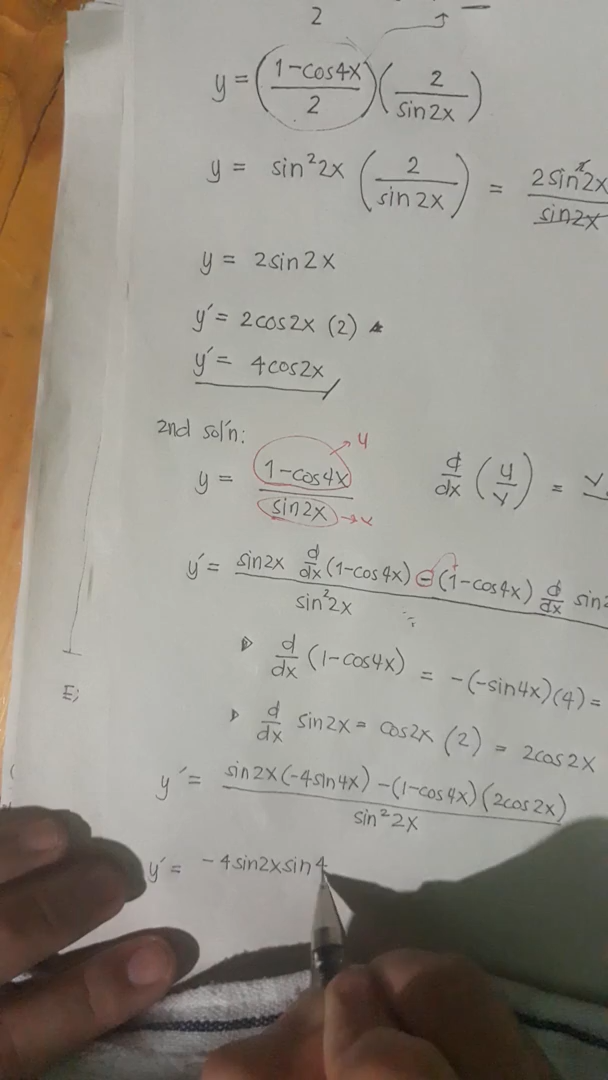 2
y = (1-cos4x/2)(2/sin2x)
y = sin²2x (2/sin2x) = 2sin²2x/sin2x
y = 2sin2x
y' = 2cos2x (2)
y' = 4cos2x
2nd sol'n:
u
y = 1-cos4x/sin2x d/dx (u/v) = v
v
y' = sin2x d/dx (1-cos4x) - (1-cos4x) d/dx sin2/sin²2x
d/dx (1-cos4x) = -(-sin4x)(4) =
E;
d/dx sin2x = cos2x (2) = 2cos2x
y' = sin2x(-4sin4x) - (1-cos4x)(2cos2x)/sin²2x
y' = -4sin2xsin4